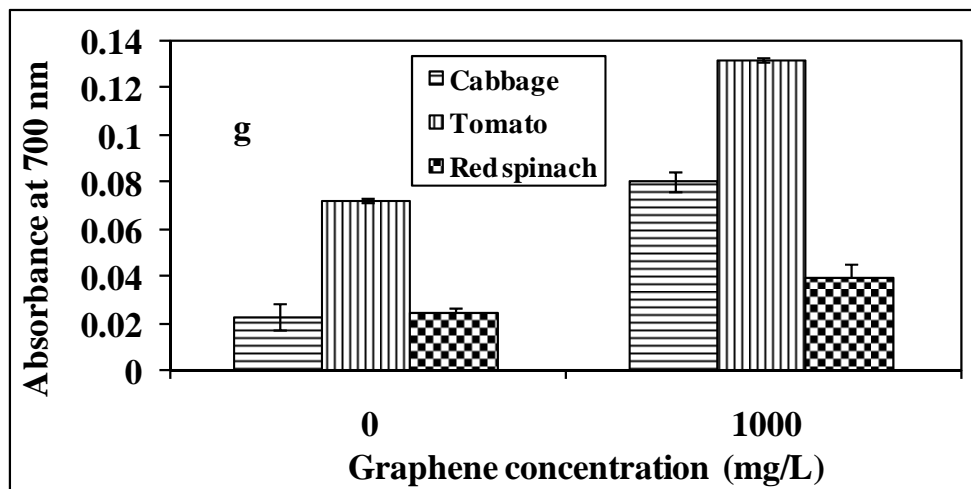 Absorbance at 700 nm
0.14
0.12
0.1
0.08
0.06
0.04
0.02
0
g
Cabbage
Tomato
Red spinach
0
1000
Graphene concentration (mg/L)